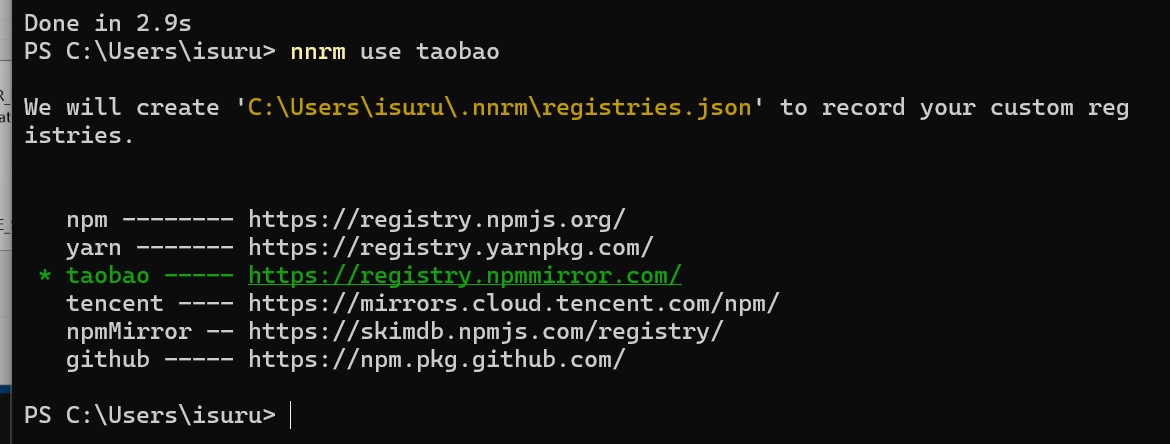 Done in 2.9s
PS C:\Users\isuru> nnrm use taobao
We will create 'C:\Users\isuru\.nnrm\registries.json' to record your custom reg
istries.
npm -------- https://registry.npmjs.org/
yarn ------- https://registry.yarnpkg.com/
* taobao ----- https://registry.npmmirror.com/
tencent ---- https://mirrors.cloud.tencent.com/npm/
npmMirror -- https://skimdb.npmjs.com/registry/
github ----- https://npm.pkg.github.com/
PS C:\Users\isuru>